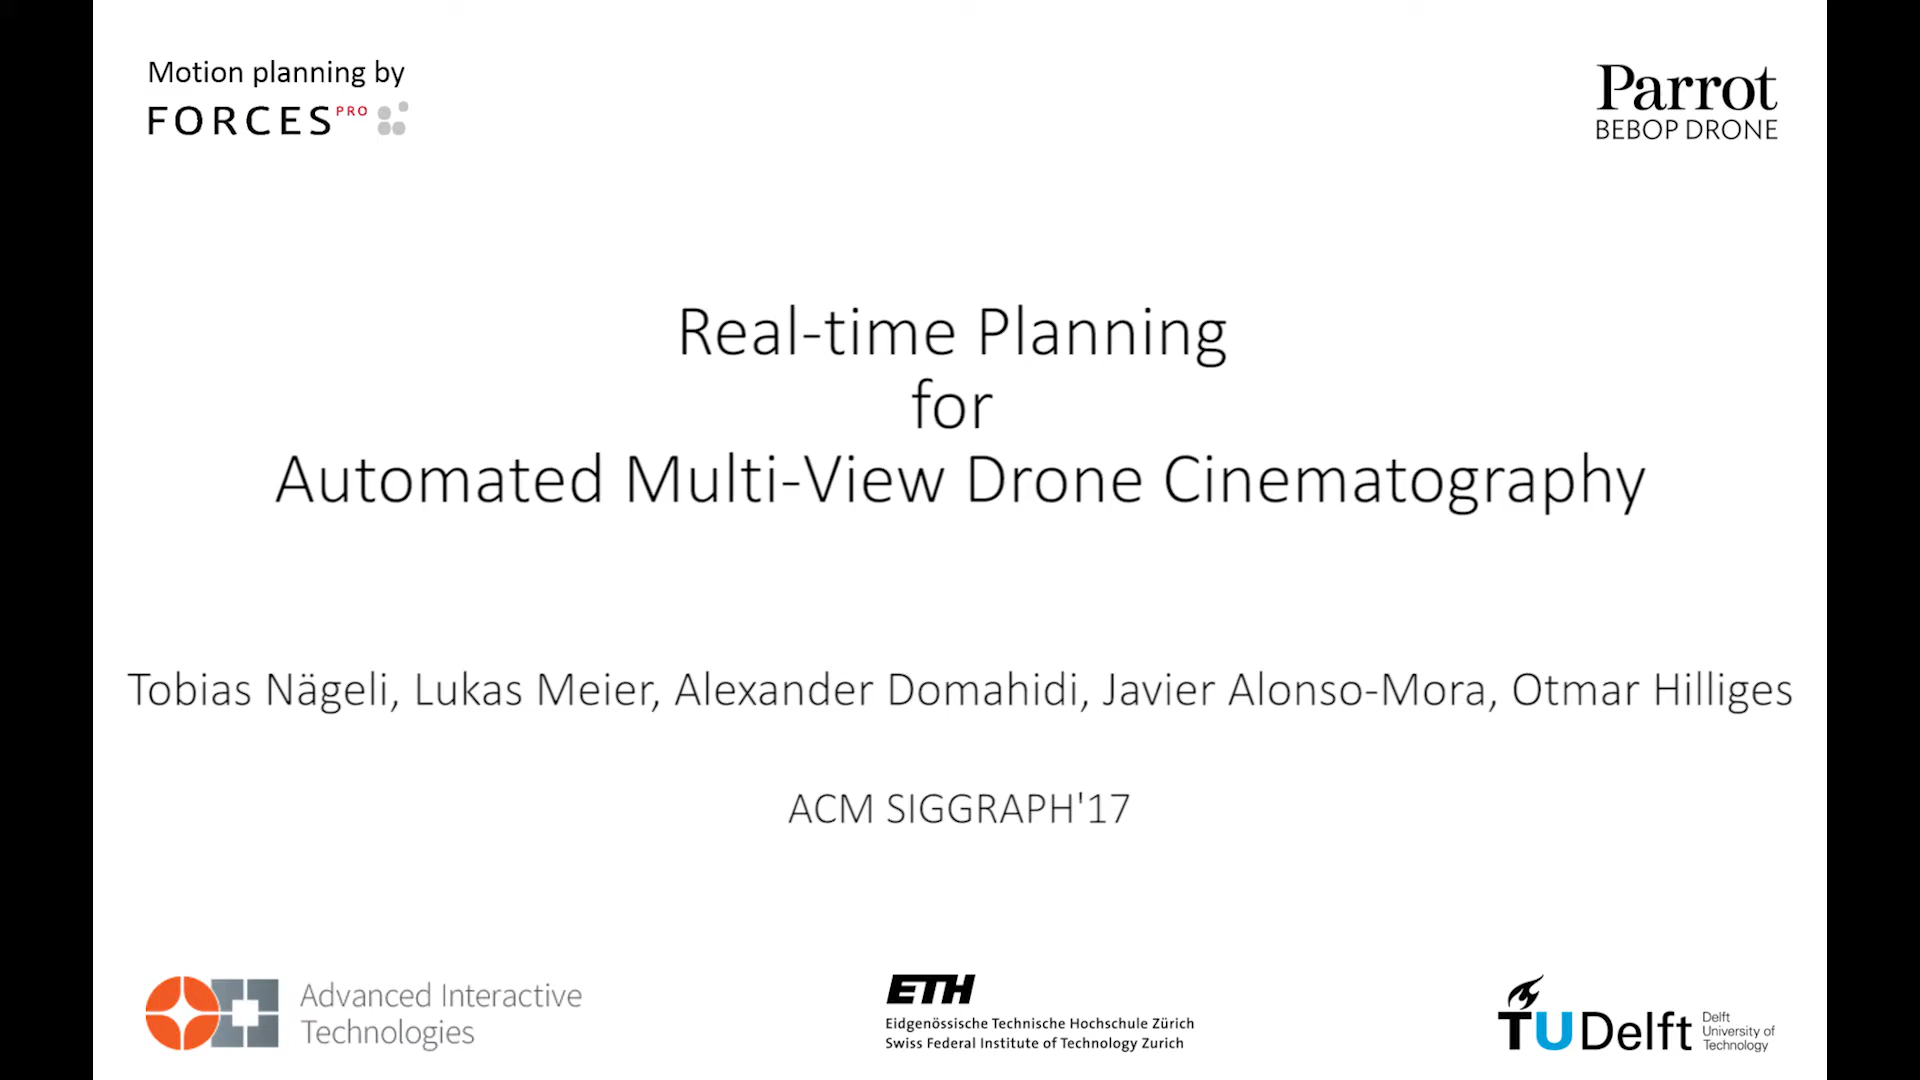 Motion planning by
FORCES PRO
Parrot
BEBOP DRONE
Real-time Planning
for
Automated Multi-View Drone Cinematography
Tobias Nägeli, Lukas Meier, Alexander Domahidi, Javier Alonso-Mora, Otmar Hilliges
ACM SIGGRAPH'17
Advanced Interactive
Technologies
ETH
Eidgenössische Technische Hochschule Zürich
Swiss Federal Institute of Technology Zurich
TUDelft
Delft
University of
Technology